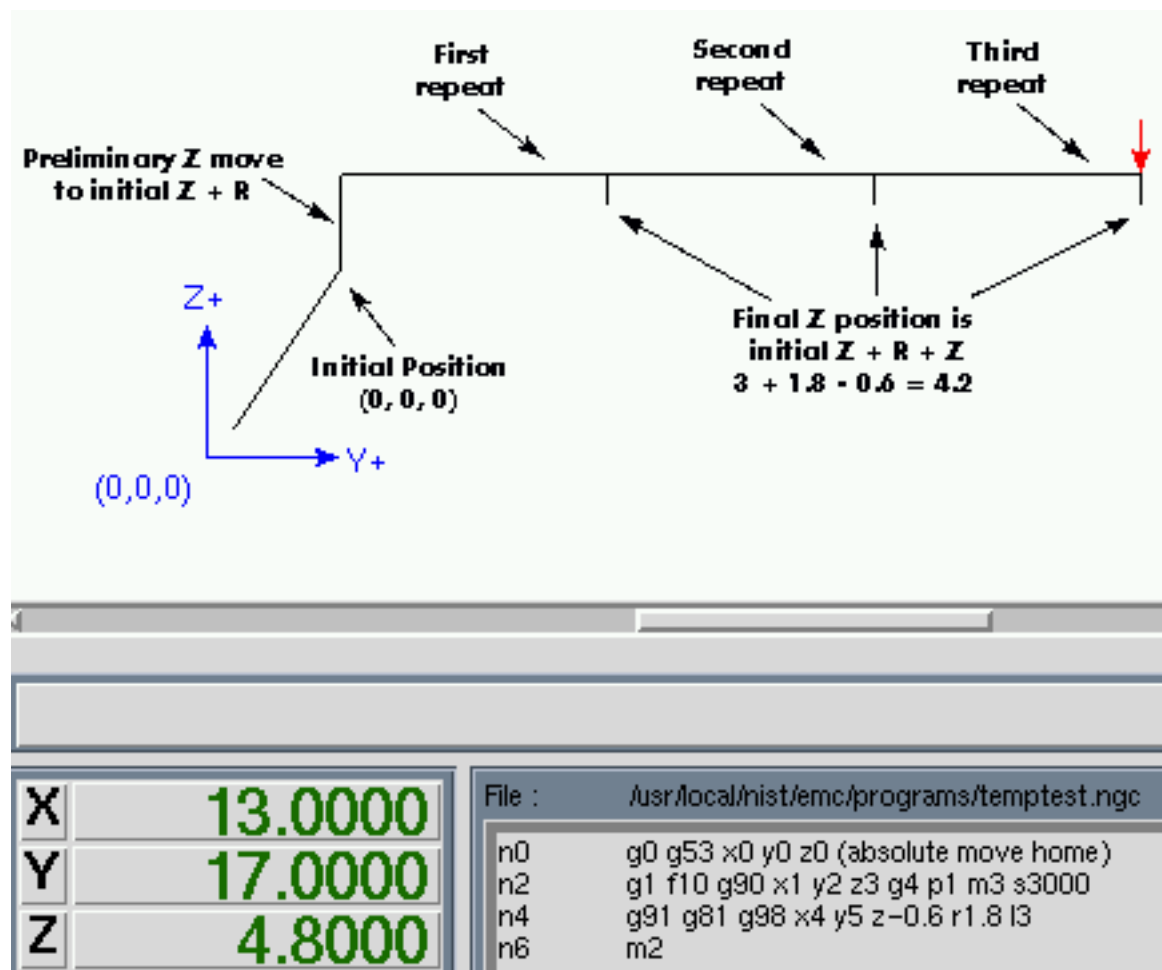 First
repeat
Second
repeat
Third
repeat
Preliminary Z move
to initial Z + R
Z+
Initial Position
(0, 0, 0)
Final Z position is
initial Z + R + Z
3 + 1.8 - 0.6 = 4.2
Y+
(0,0,0)
X 13.0000
Y 17.0000
Z 4.8000
File : /usr/local/nist/emc/programs/temptest.ngc
n0 g0 g53 x0 y0 z0 (absolute move home)
n2 g1 f10 g90 x1 y2 z3 g4 p1 m3 s3000
n4 g91 g81 g98 x4 y5 z-0.6 r1.8 l3
n6 m2